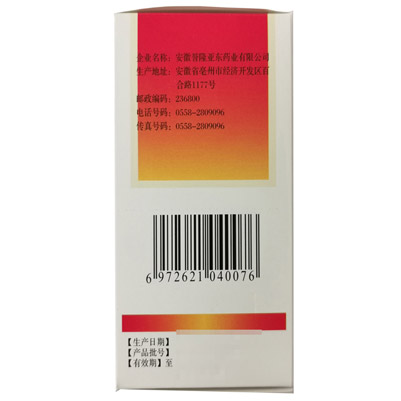 企业名称：安徽普隆亚东药业有限公司
生产地址：安徽省亳州市经济开发区百
合路1177号
邮政编码：236800
电话号码：0558-2809096
传真号码：0558-2809096
6 972621 040076
【生产日期】
【产品批号】
【有效期】至